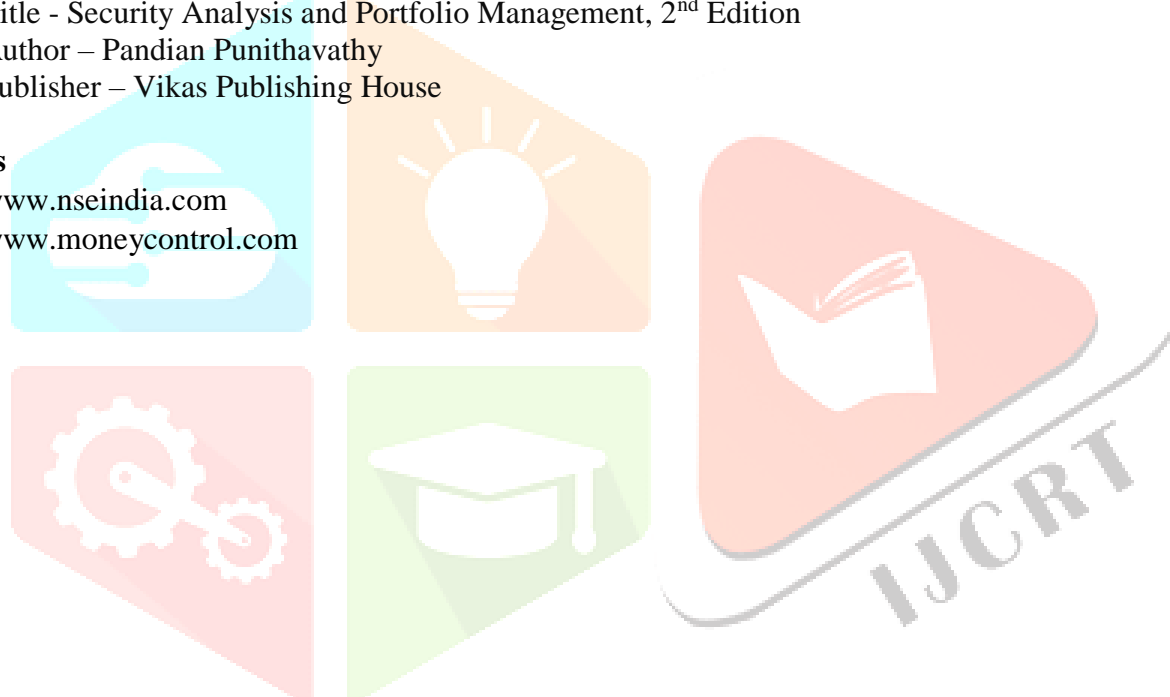 itle - Security Analysis and Portfolio Management, 2nd Edition
uthor – Pandian Punithavathy
ublisher – Vikas Publishing House
s
ww.nseindia.com
ww.moneycontrol.com
IJCRT